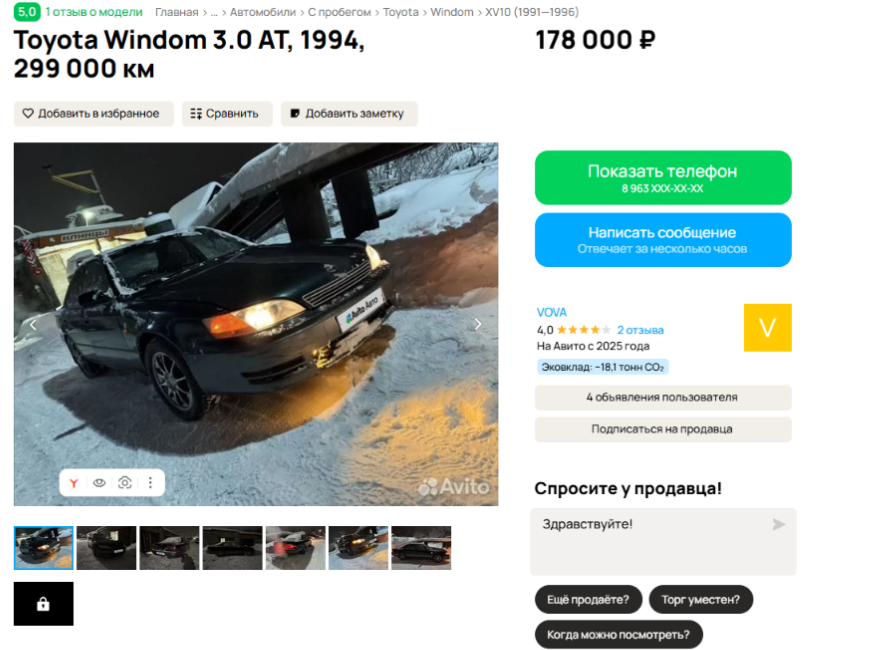 5,0 1 отзыв о модели Главная › ... › Автомобили › С пробегом › Toyota › Windom › XV10 (1991—1996)
Toyota Windom 3.0 AT, 1994,
299 000 км
178 000 ₽
Добавить в избранное
Сравнить
Добавить заметку
Avito Авто
Avito
Показать телефон
8 963 XXX-XX-XX
Написать сообщение
Отвечает за несколько часов
VOVA
4,0 2 отзыва
На Авито с 2025 года
Эковклад: −18,1 тонн CO₂
V
4 объявления пользователя
Подписаться на продавца
Спросите у продавца!
Здравствуйте!
Ещё продаёте?
Торг уместен?
Когда можно посмотреть?